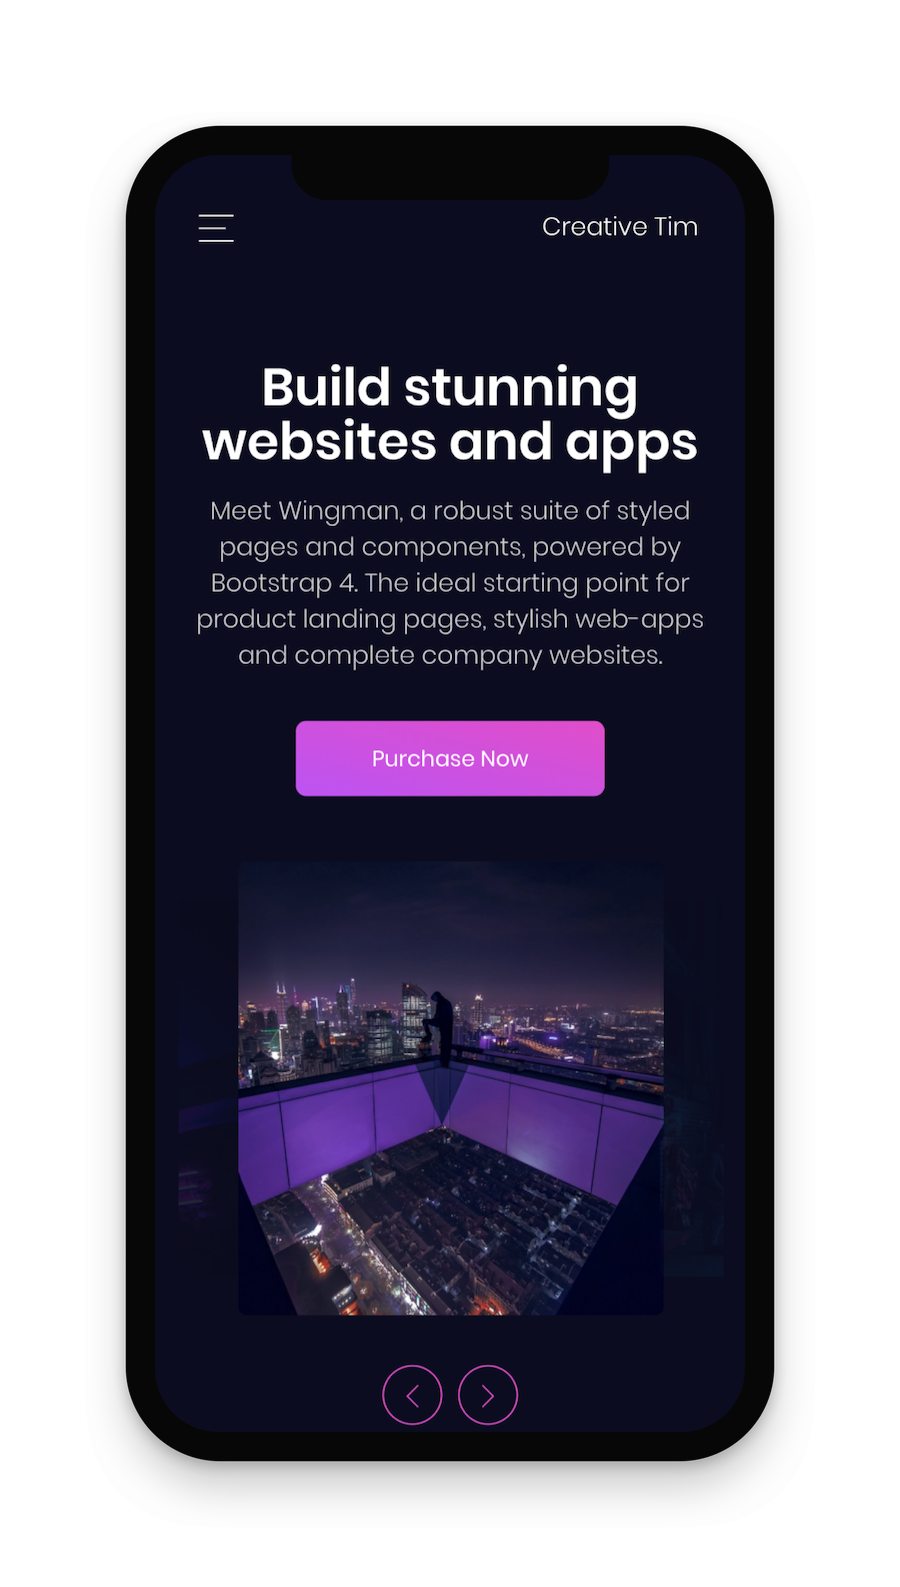 Creative Tim
Build stunning
websites and apps
Meet Wingman, a robust suite of styled
pages and components, powered by
Bootstrap 4. The ideal starting point for
product landing pages, stylish web-apps
and complete company websites.
Purchase Now